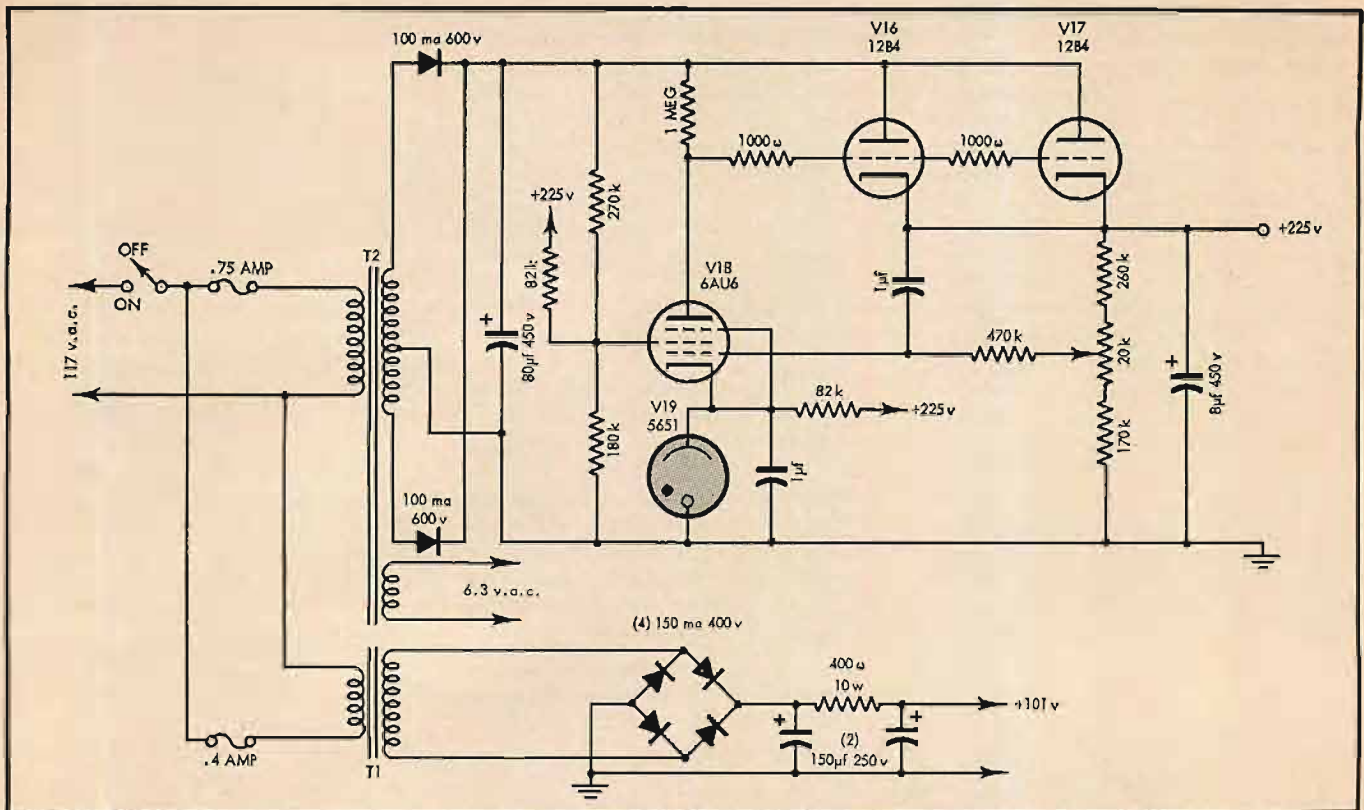 100 ma 600 v
V16
12B4
V17
12B4
1 MEG
1000 ω
1000 ω
270 k
+225 v
82 k
+225 v
OFF
ON
.75 AMP
T2
117 v.a.c.
+
80μf 450 v
V18
6AU6
1μf
260 k
470 k
20 k
+
8μf 450 v
82 k
+225 v
V19
5651
180 k
1μf
170 k
100 ma
600 v
6.3 v.a.c.
(4) 150 ma 400 v
400 ω
10 w
+101 v
+
+
(2)
150μf 250 v
.4 AMP
T1